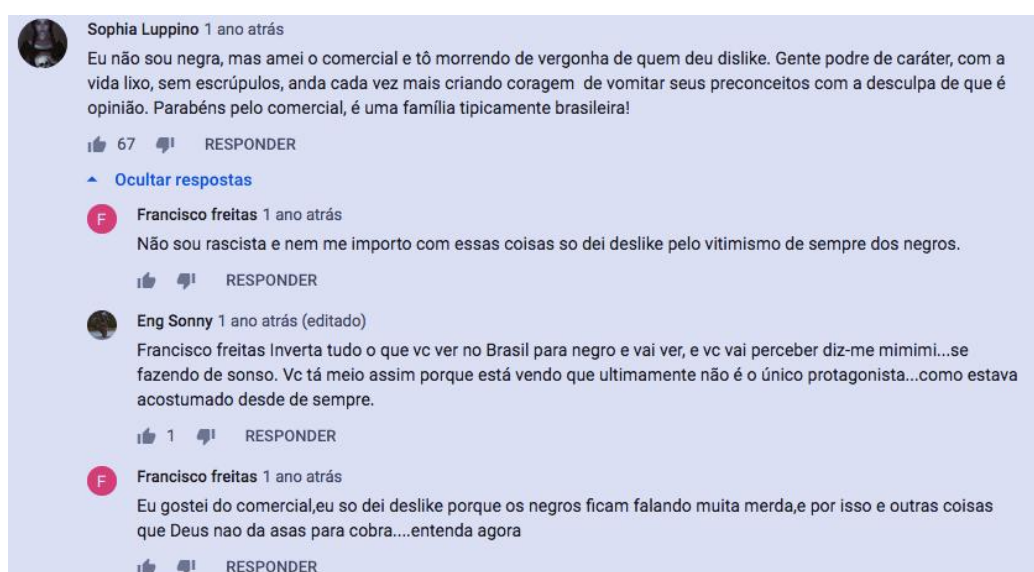 Sophia Luppino 1 ano atrás
Eu não sou negra, mas amei o comercial e tô morrendo de vergonha de quem deu dislike. Gente podre de caráter, com a
vida lixo, sem escrúpulos, anda cada vez mais criando coragem  de vomitar seus preconceitos com a desculpa de que é
opinião. Parabéns pelo comercial, é uma família tipicamente brasileira!
67 RESPONDER
Ocultar respostas
F
Francisco freitas 1 ano atrás
Não sou rascista e nem me importo com essas coisas so dei deslike pelo vitimismo de sempre dos negros.
RESPONDER
Eng Sonny 1 ano atrás (editado)
Francisco freitas Inverta tudo o que vc ver no Brasil para negro e vai ver, e vc vai perceber diz-me mimimi...se
fazendo de sonso. Vc tá meio assim porque está vendo que ultimamente não é o único protagonista...como estava
acostumado desde de sempre.
1 RESPONDER
F
Francisco freitas 1 ano atrás
Eu gostei do comercial,eu so dei deslike porque os negros ficam falando muita merda,e por isso e outras coisas
que Deus nao da asas para cobra....entenda agora
RESPONDER